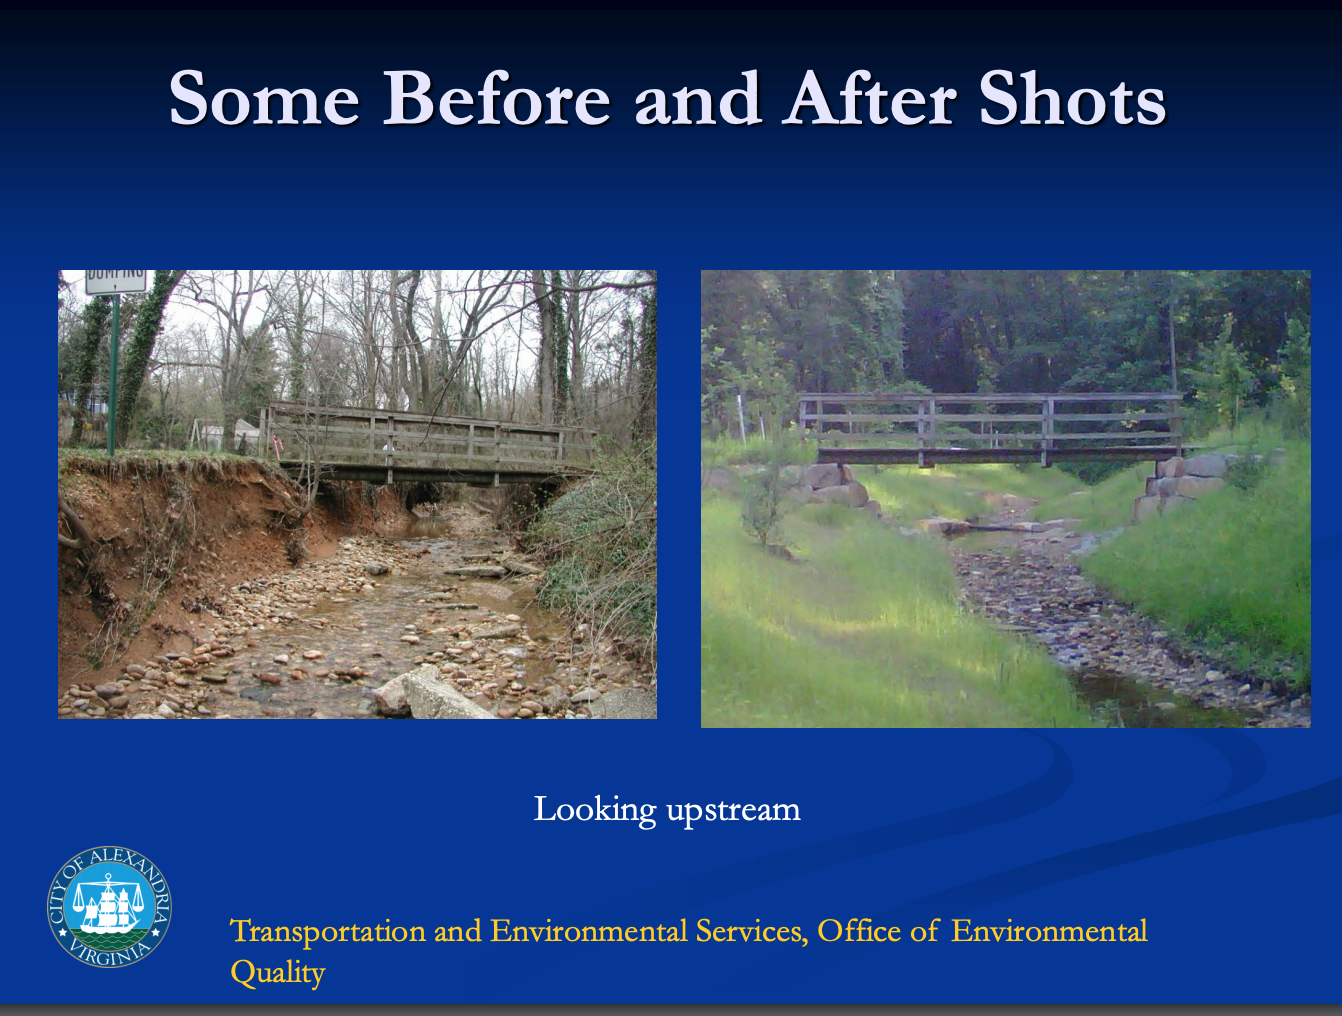 Some Before and After Shots
DUMPING
Looking upstream
CITY OF ALEXANDRIA
VIRGINIA
Transportation and Environmental Services, Office of Environmental
Quality